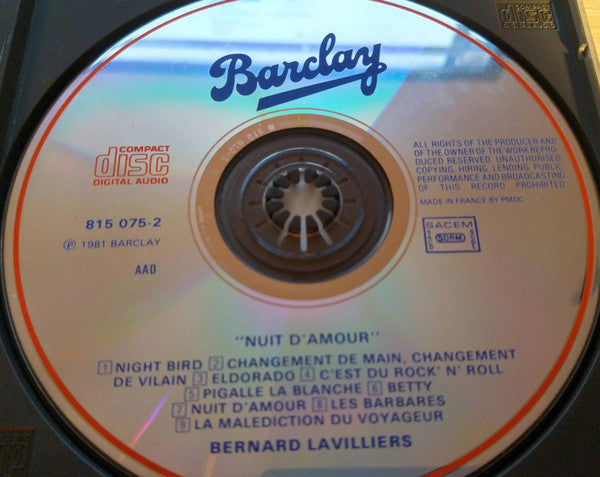 Barclay
COMPACT
disc
DIGITAL AUDIO
ALL RIGHTS OF THE PRODUCER AND
OF THE OWNER OF THE WORK REPRO-
DUCED RESERVED. UNAUTHORISED
COPYING, HIRING, LENDING, PUBLIC
PERFORMANCE AND BROADCASTING
OF THIS RECORD PROHIBITED
MADE IN FRANCE BY PMDC
815 075-2
Ⓟ 1981 BARCLAY
AAD
SACEM
SDRM
"NUIT D'AMOUR"
1 NIGHT BIRD 2 CHANGEMENT DE MAIN, CHANGEMENT
DE VILAIN 3 ELDORADO 4 C'EST DU ROCK' N' ROLL
5 PIGALLE LA BLANCHE 6 BETTY
7 NUIT D'AMOUR 8 LES BARBARES
9 LA MALEDICTION DU VOYAGEUR
BERNARD LAVILLIERS